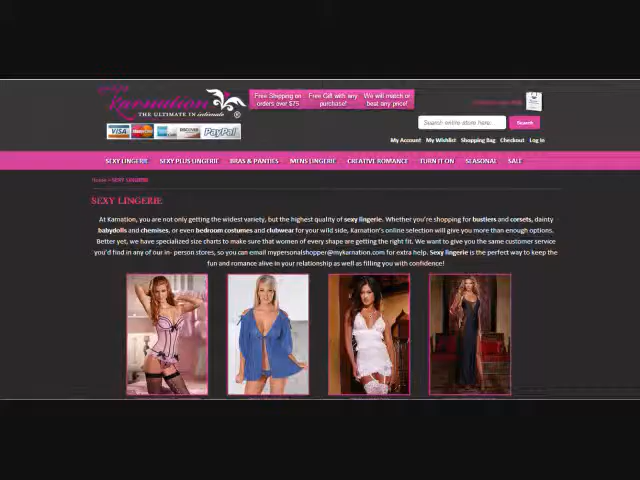 Karnation
THE ULTIMATE IN intimate
Free Shipping on orders over $75
Free Gift with any purchase!
We will match or beat any price!
VISA MasterCard DISCOVER PayPal
Search entire store here... Search
My Account My Wishlist Shopping Bag Checkout Log In
SEXY LINGERIE SEXY PLUS LINGERIE BRAS & PANTIES MENS LINGERIE CREATIVE ROMANCE TURN IT ON SEASONAL SALE
Home > SEXY LINGERIE
SEXY LINGERIE
At Karnation, you are not only getting the widest variety, but the highest quality of sexy lingerie. Whether you're shopping for bustiers and corsets, dainty
babydolls and chemises, or even bedroom costumes and clubwear for your wild side, Karnation's online selection will give you more than enough options.
Better yet, we have specialized size charts to make sure that women of every shape are getting the right fit. We want to give you the same customer service
you'd find in any of our in- person stores, so you can email mypersonalshopper@mykarnation.com for extra help. Sexy lingerie is the perfect way to keep the
fun and romance alive in your relationship as well as filling you with confidence!